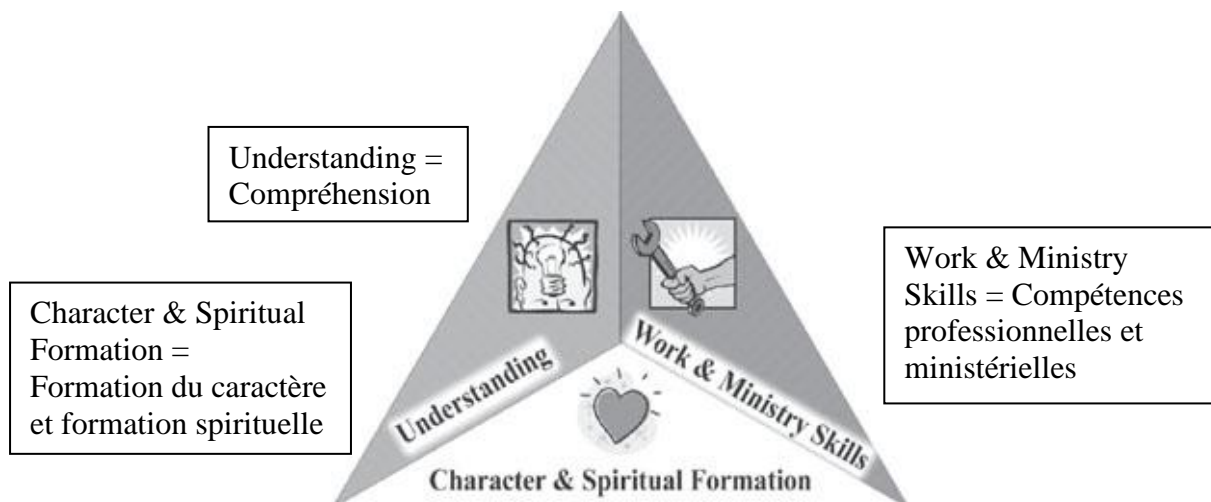 Understanding =
Compréhension
Character & Spiritual
Formation =
Formation du caractère
et formation spirituelle
Work & Ministry
Skills = Compétences
professionnelles et
ministérielles
Understanding
Work & Ministry Skills
Character & Spiritual Formation